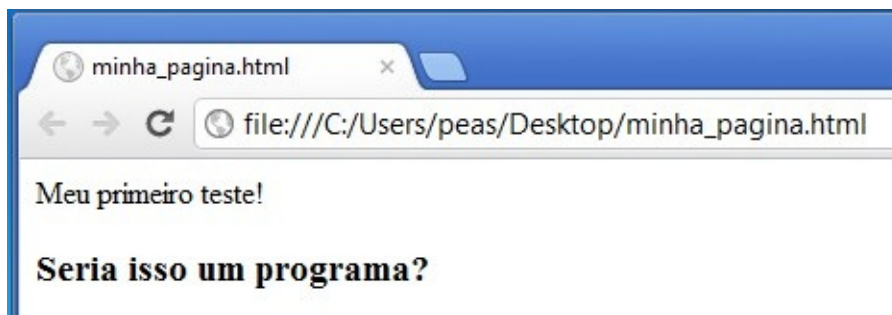 minha_pagina.html
file:///C:/Users/peas/Desktop/minha_pagina.html
Meu primeiro teste!
Seria isso um programa?